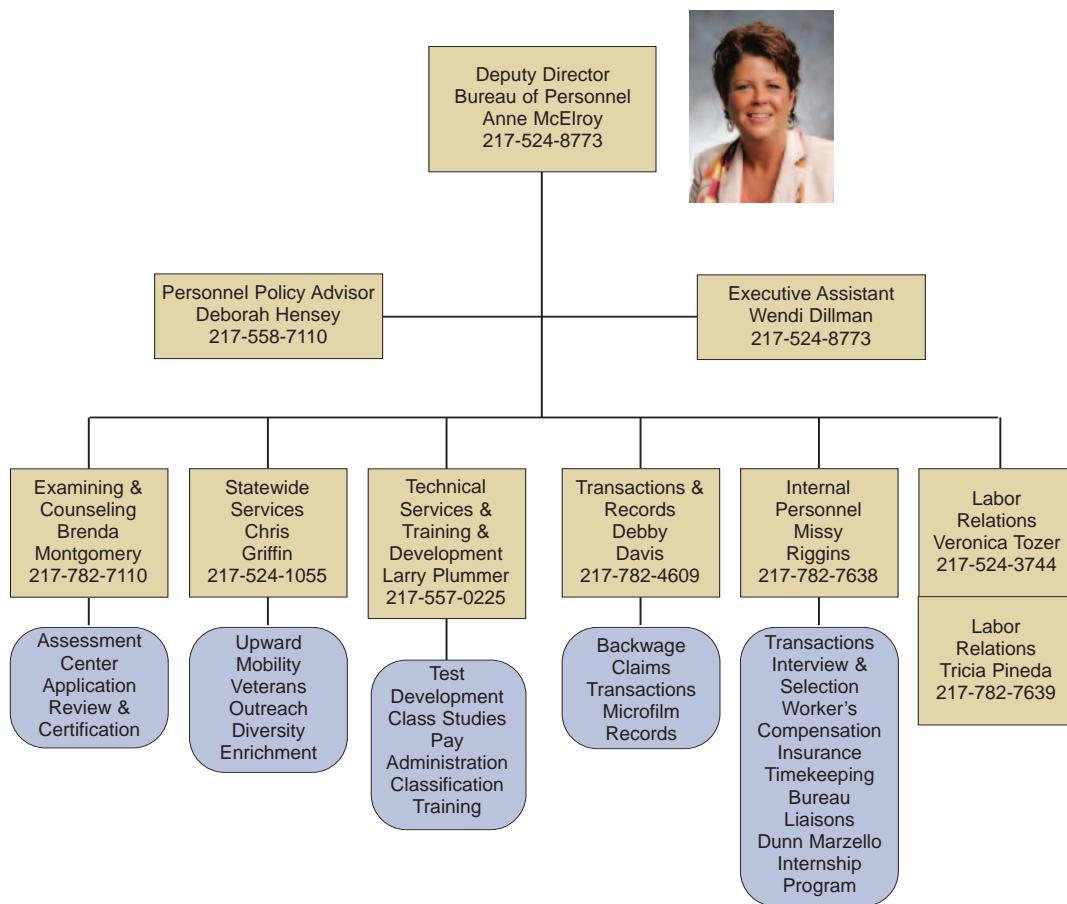 Deputy Director
Bureau of Personnel
Anne McElroy
217-524-8773
Personnel Policy Advisor
Deborah Hensey
217-558-7110
Executive Assistant
Wendi Dillman
217-524-8773
Examining &
Counseling
Brenda
Montgomery
217-782-7110
Statewide
Services
Chris
Griffin
217-524-1055
Technical
Services &
Training &
Development
Larry Plummer
217-557-0225
Transactions &
Records
Debby
Davis
217-782-4609
Internal
Personnel
Missy
Riggins
217-782-7638
Labor
Relations
Veronica Tozer
217-524-3744
Labor
Relations
Tricia Pineda
217-782-7639
Assessment
Center
Application
Review &
Certification
Upward
Mobility
Veterans
Outreach
Diversity
Enrichment
Test
Development
Class Studies
Pay
Administration
Classification
Training
Backwage
Claims
Transactions
Microfilm
Records
Transactions
Interview &
Selection
Worker's
Compensation
Insurance
Timekeeping
Bureau
Liaisons
Dunn Marzello
Internship
Program